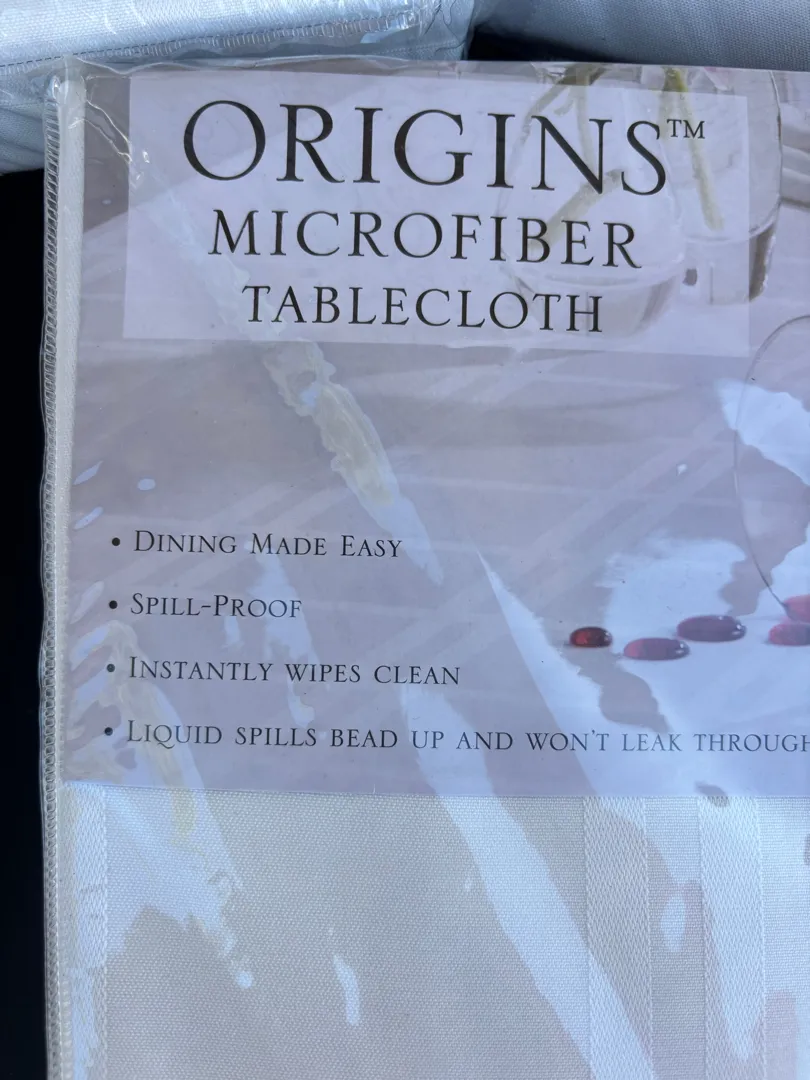 ORIGINS™
MICROFIBER
TABLECLOTH
• DINING MADE EASY
• SPILL-PROOF
• INSTANTLY WIPES CLEAN
• LIQUID SPILLS BEAD UP AND WON'T LEAK THROUGH